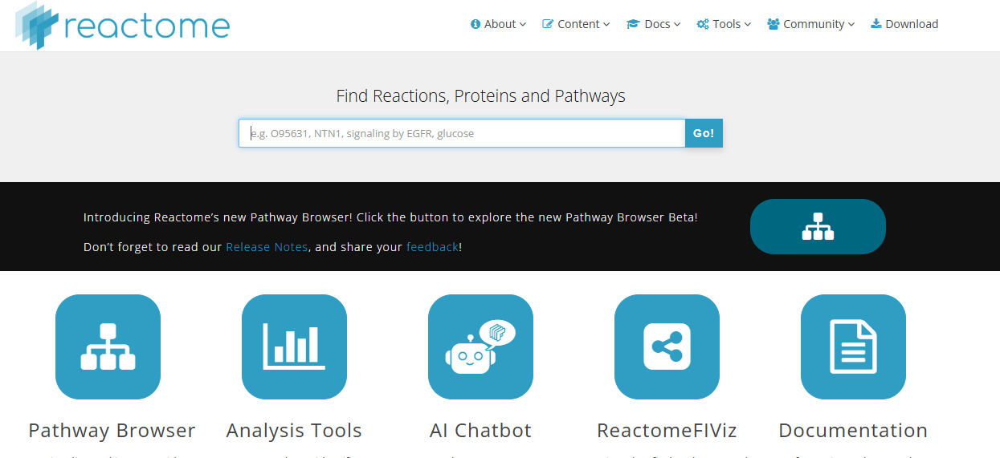 reactome
About
Content
Docs
Tools
Community
Download
Find Reactions, Proteins and Pathways
e.g. O95631, NTN1, signaling by EGFR, glucose
Go!
Introducing Reactome’s new Pathway Browser! Click the button to explore the new Pathway Browser Beta!
Don’t forget to read our Release Notes, and share your feedback!
Pathway Browser
Analysis Tools
AI Chatbot
ReactomeFIViz
Documentation